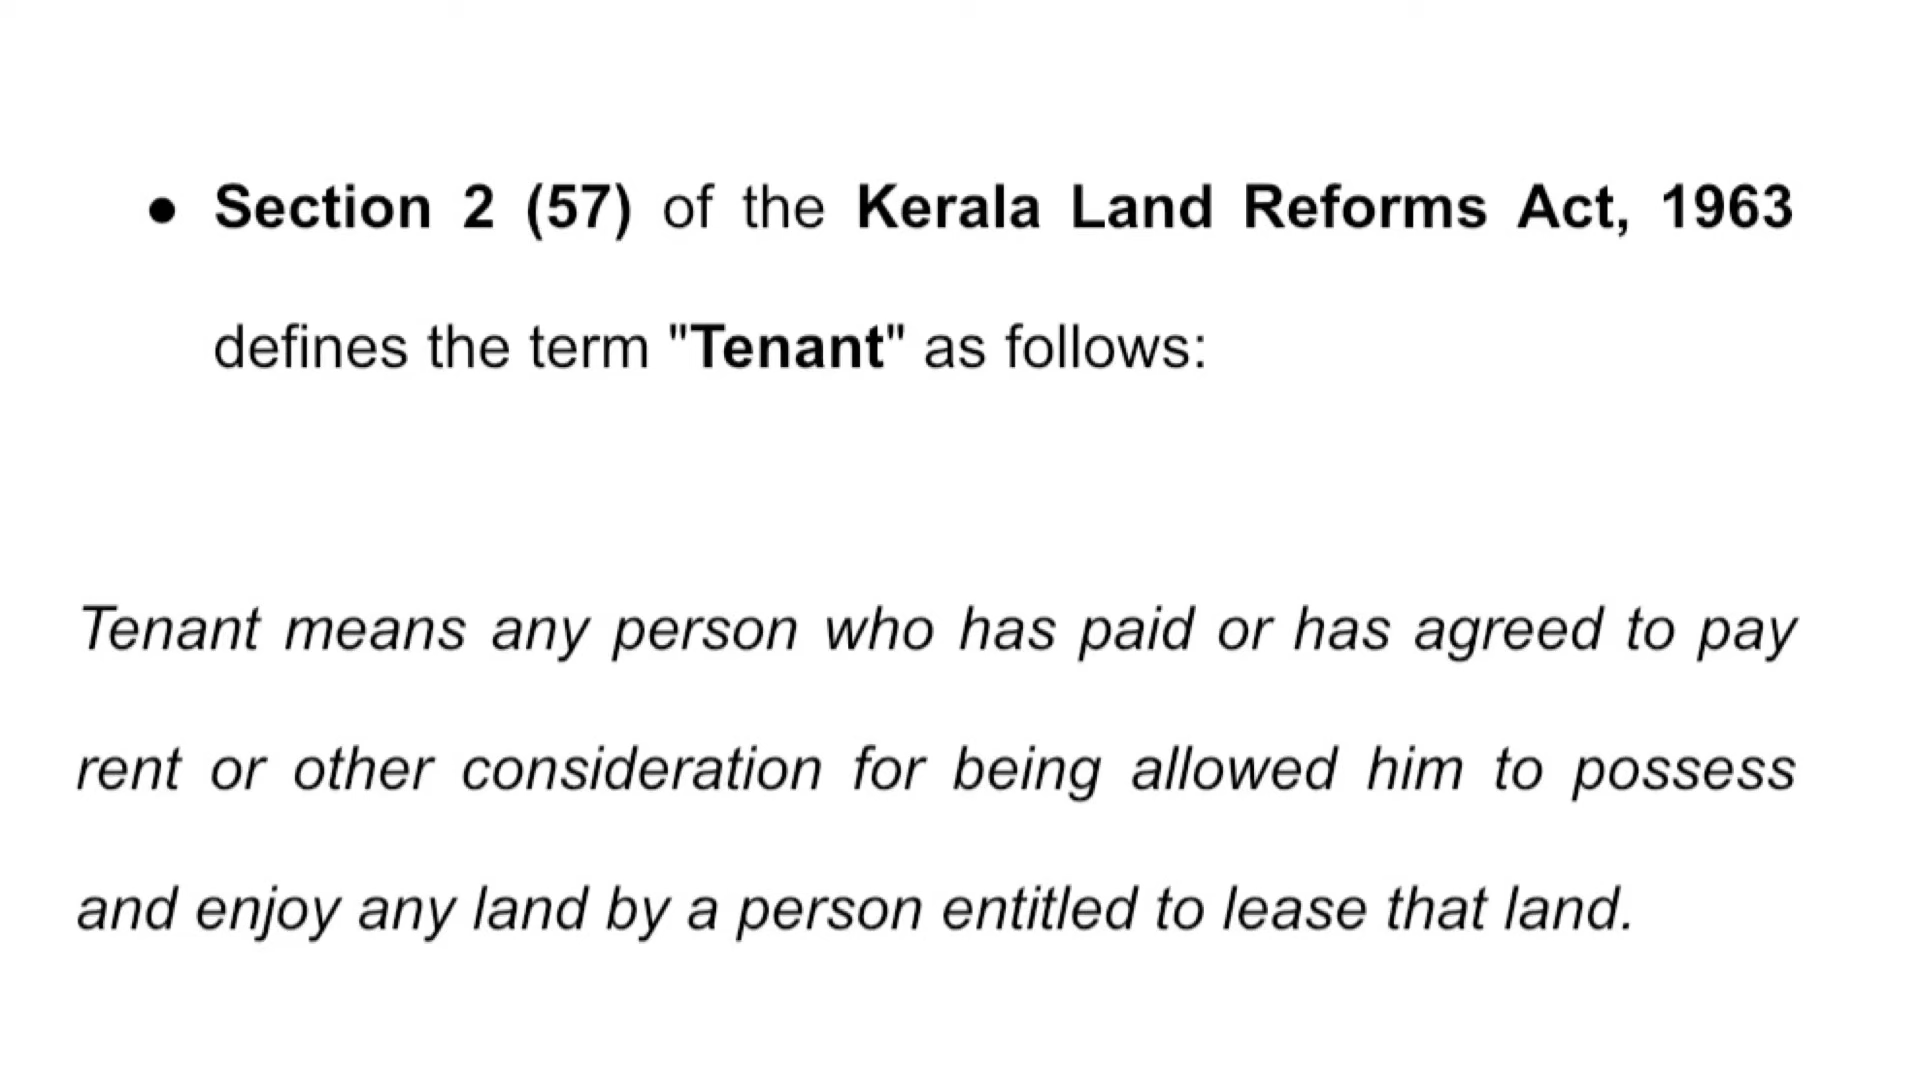 ● Section 2 (57) of the Kerala Land Reforms Act, 1963
defines the term "Tenant" as follows:
Tenant means any person who has paid or has agreed to pay
rent or other consideration for being allowed him to possess
and enjoy any land by a person entitled to lease that land.